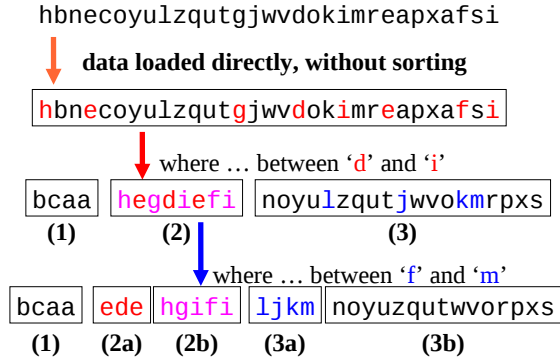 hbnecoyulzqutgjwvdokimreapxafsi
data loaded directly, without sorting
hbnecoyulzqutgjwvdokimreapxafsi
where … between ‘d’ and ‘i’
bcaa hegdiefi noyulzqutjwvokmrpxs
(1) (2) (3)
where … between ‘f’ and ‘m’
bcaa ede hgifi ljkm noyuzqutwvorpxs
(1) (2a) (2b) (3a) (3b)